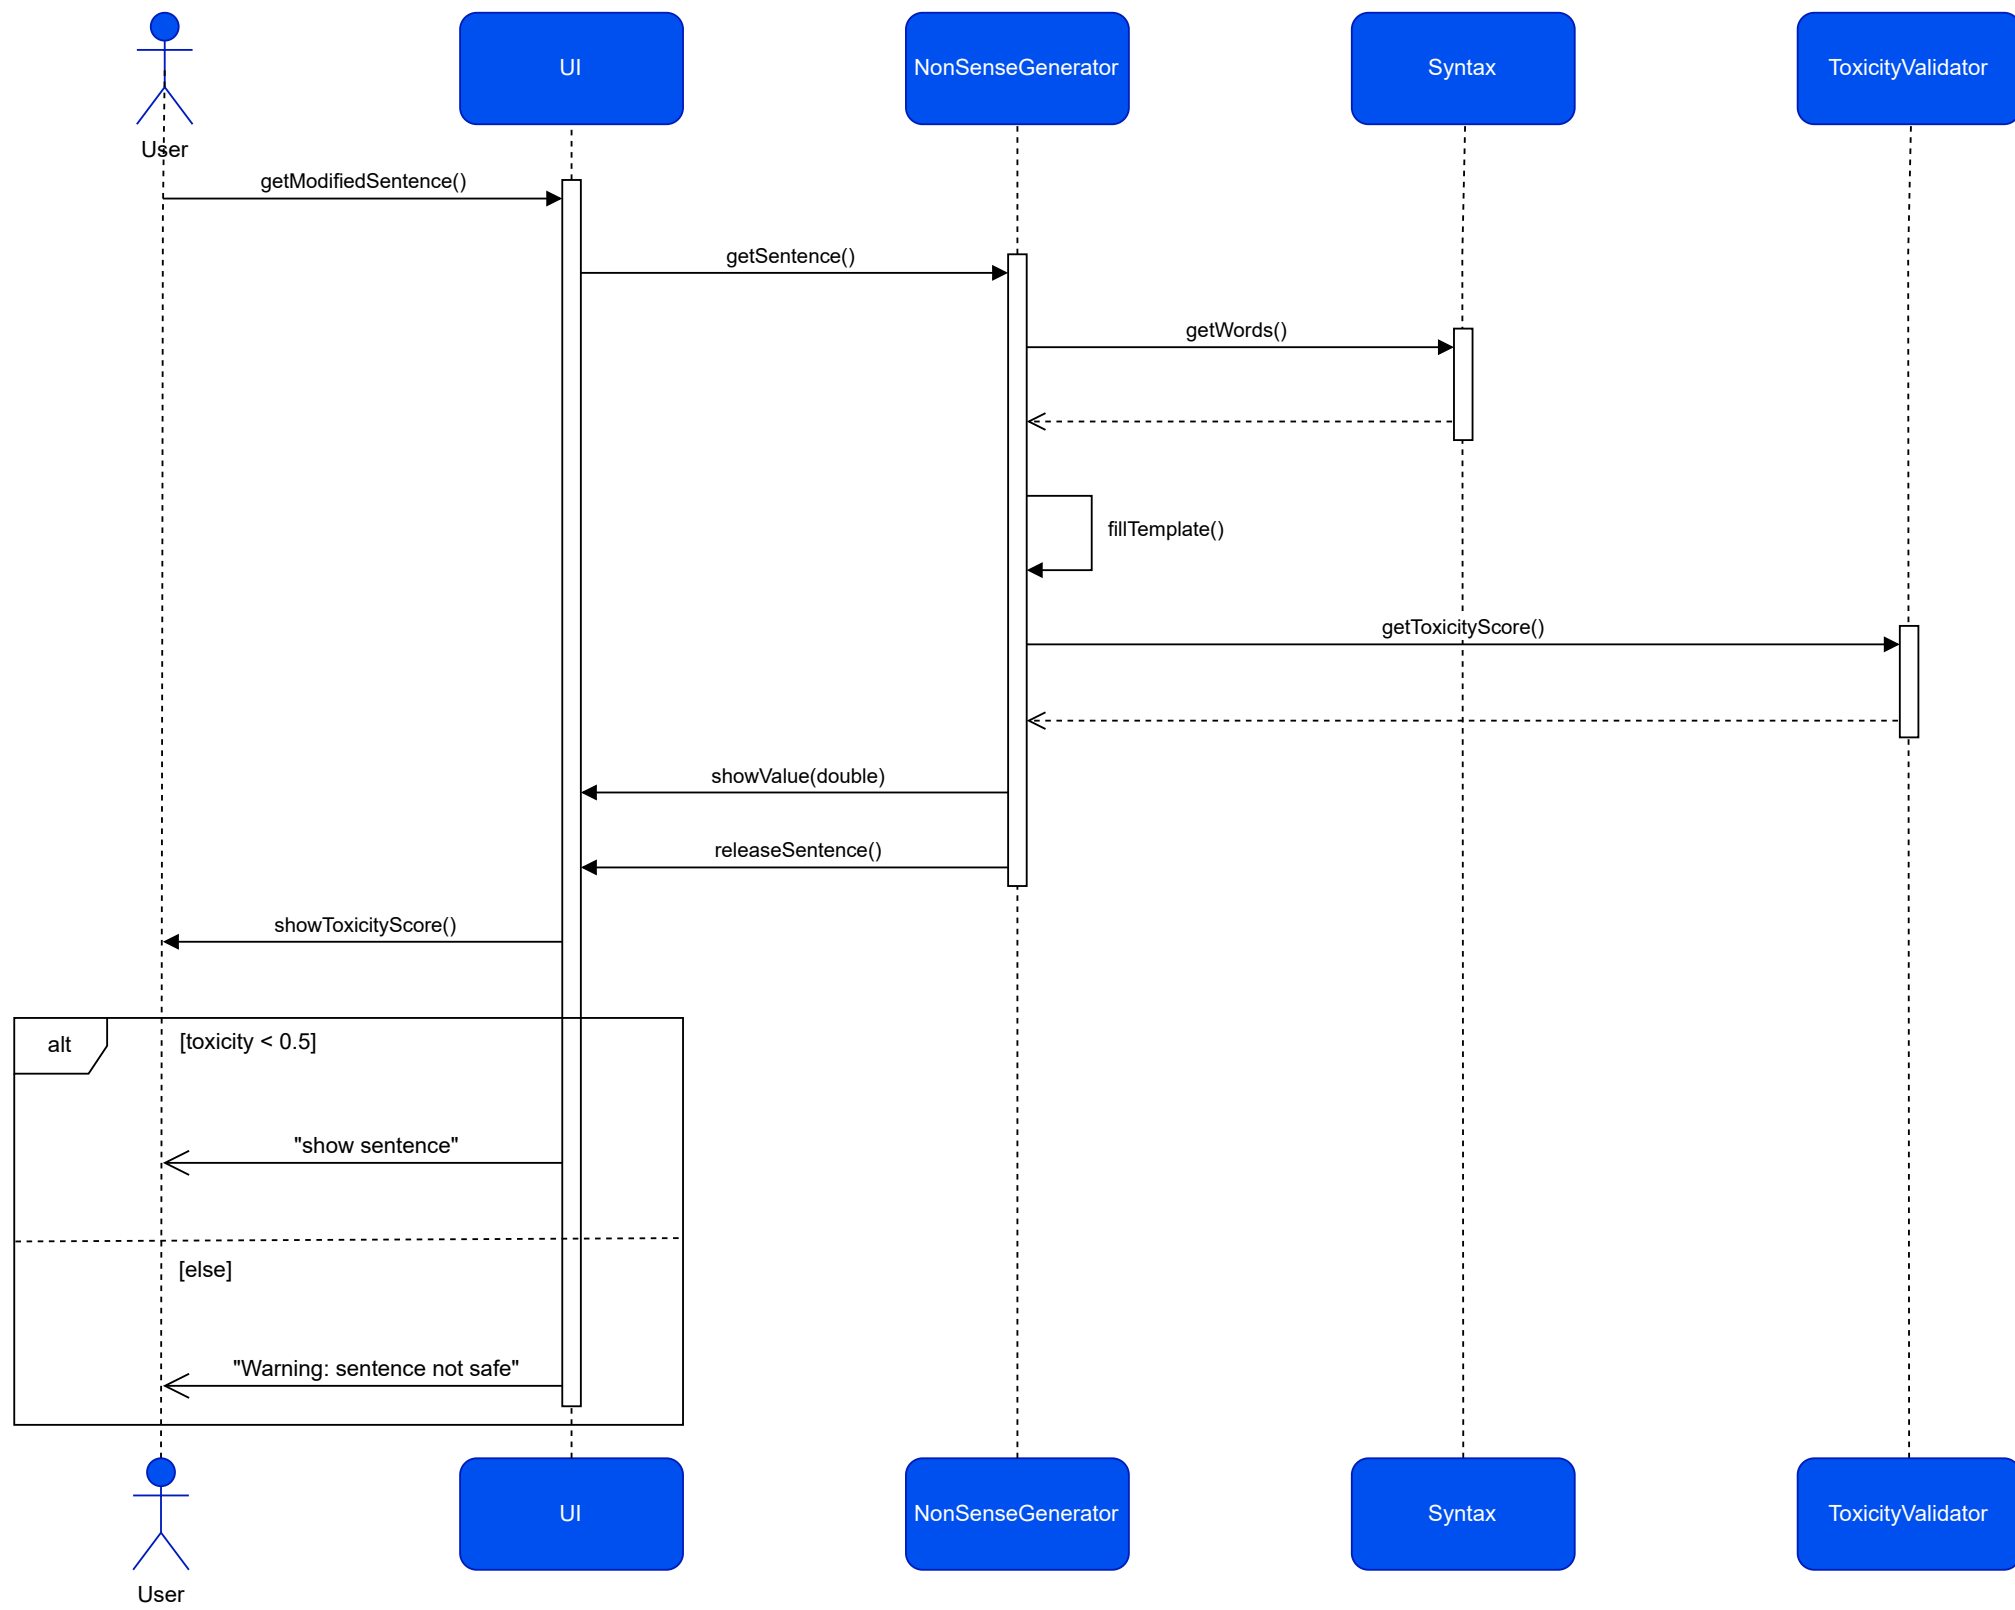 User
UI
NonSenseGenerator
Syntax
ToxicityValidator
getModifiedSentence()
getSentence()
getWords()
fillTemplate()
getToxicityScore()
showValue(double)
releaseSentence()
showToxicityScore()
alt
[toxicity < 0.5]
"show sentence"
[else]
"Warning: sentence not safe"
User
UI
NonSenseGenerator
Syntax
ToxicityValidator